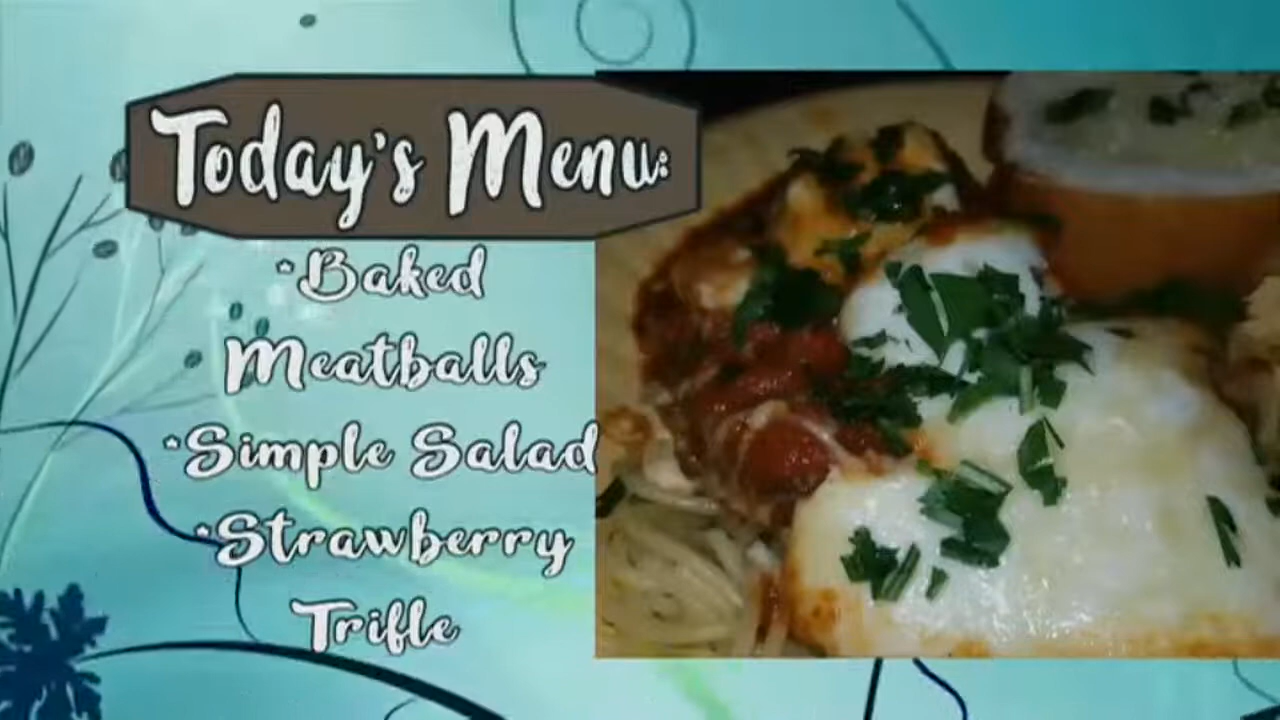 Today's Menu:
*Baked
Meatballs
*Simple Salad
*Strawberry
Trifle